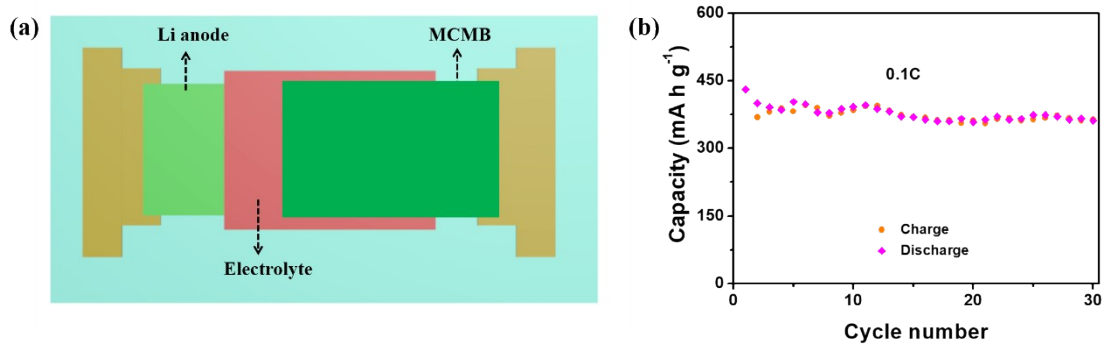 (a)
Li anode
MCMB
Electrolyte
(b)
600
450
300
150
0
0
10
20
30
Capacity (mA h g⁻¹)
Cycle number
0.1C
Charge
Discharge